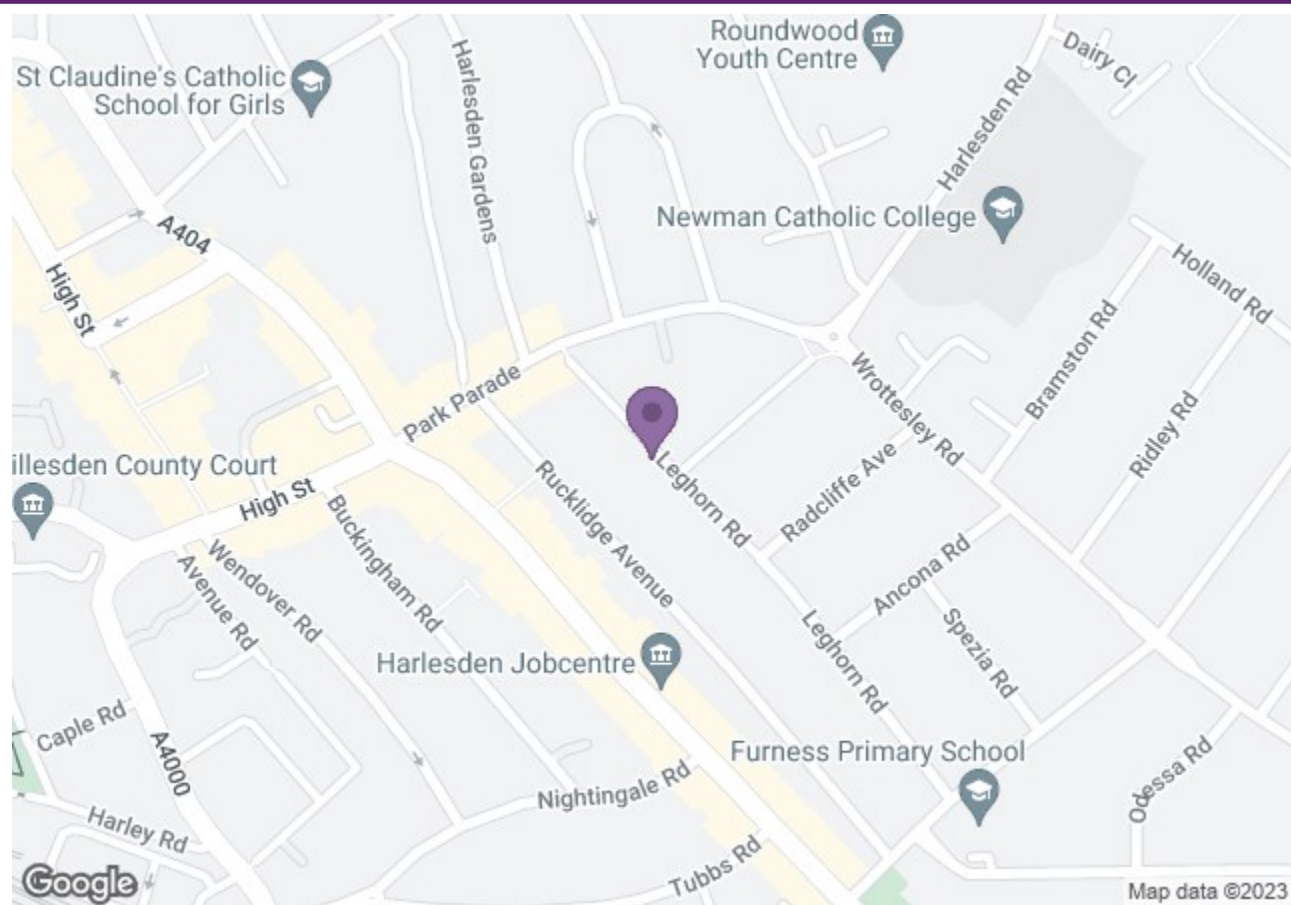 Roundwood
Youth Centre
Dairy Cl
St Claudine's Catholic
School for Girls
Harlesden Gardens
Harlesden Rd
Newman Catholic College
A404
High St
Holland Rd
Bramston Rd
Wrottesley Rd
Park Parade
Ridley Rd
illesden County Court
High St
Leghorn Rd
Radcliffe Ave
Rucklidge Avenue
Buckingham Rd
Wendover Rd
Avenue Rd
Ancona Rd
Spezia Rd
Leghorn Rd
Harlesden Jobcentre
Caple Rd
A4000
Furness Primary School
Nightingale Rd
Odessa Rd
Harley Rd
Tubbs Rd
Google
Map data ©2023